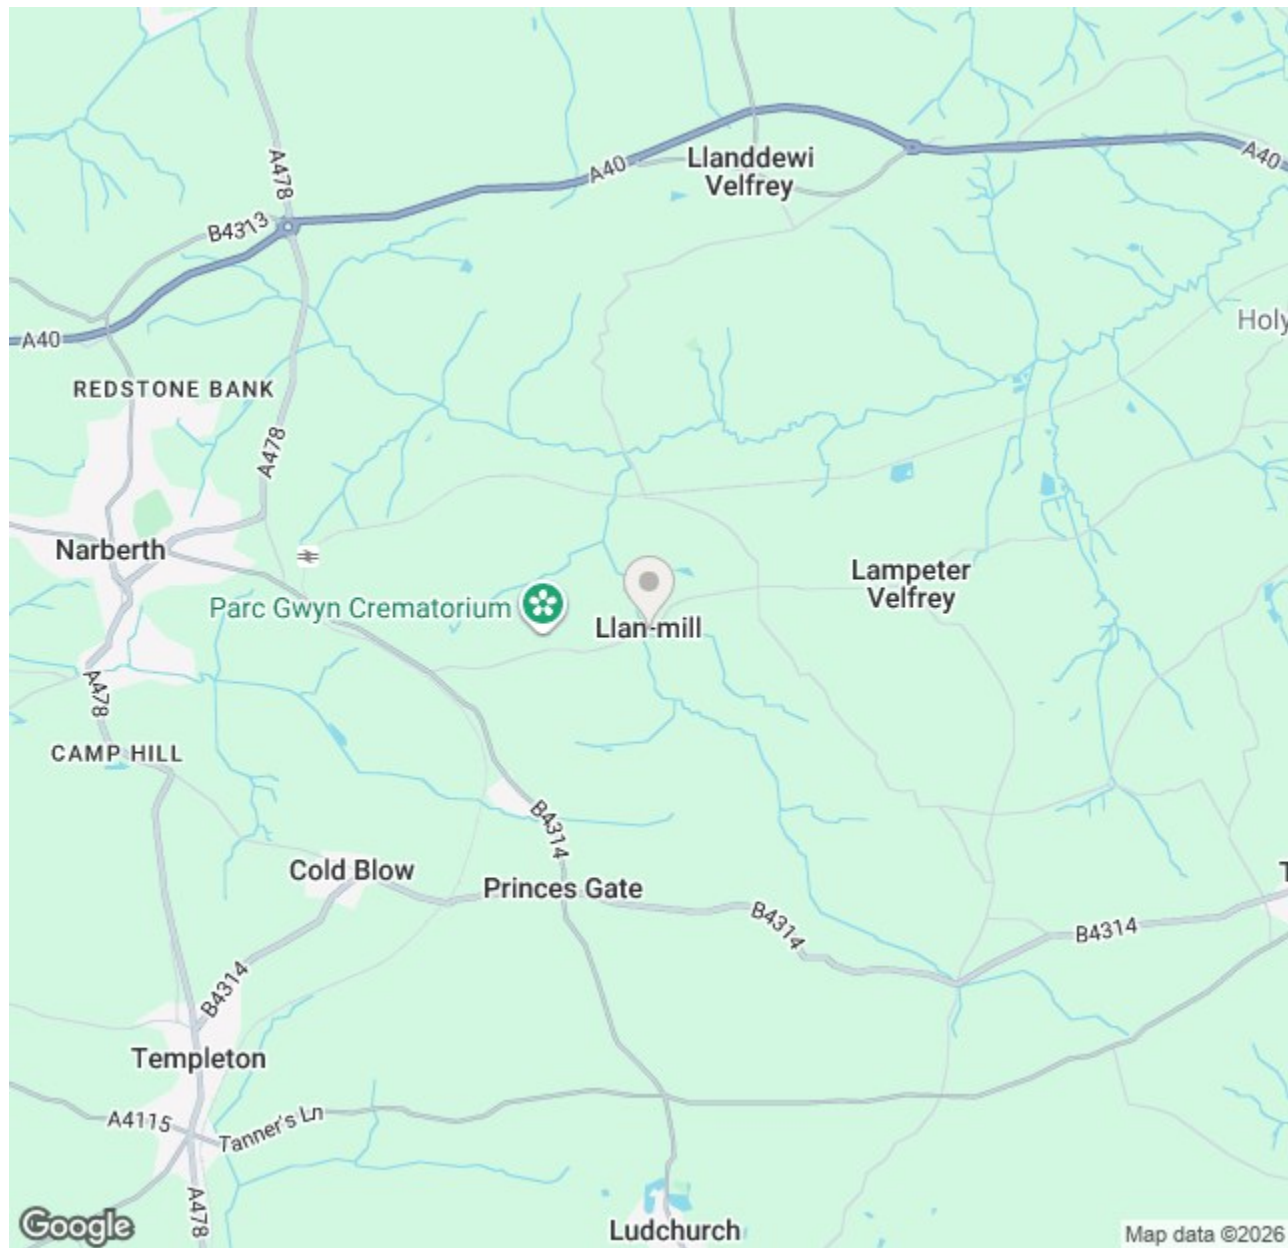 A478
Llanddewi
Velfrey
A40
A40
B4313
Holy
A40
REDSTONE BANK
A478
Narberth
Lampeter
Velfrey
Parc Gwyn Crematorium
Llan-mill
A478
CAMP HILL
B4314
Cold Blow
Princes Gate
T
B4314
B4314
B4314
Templeton
A4115
Tanner's Ln
A478
Ludchurch
Google
Map data ©2026